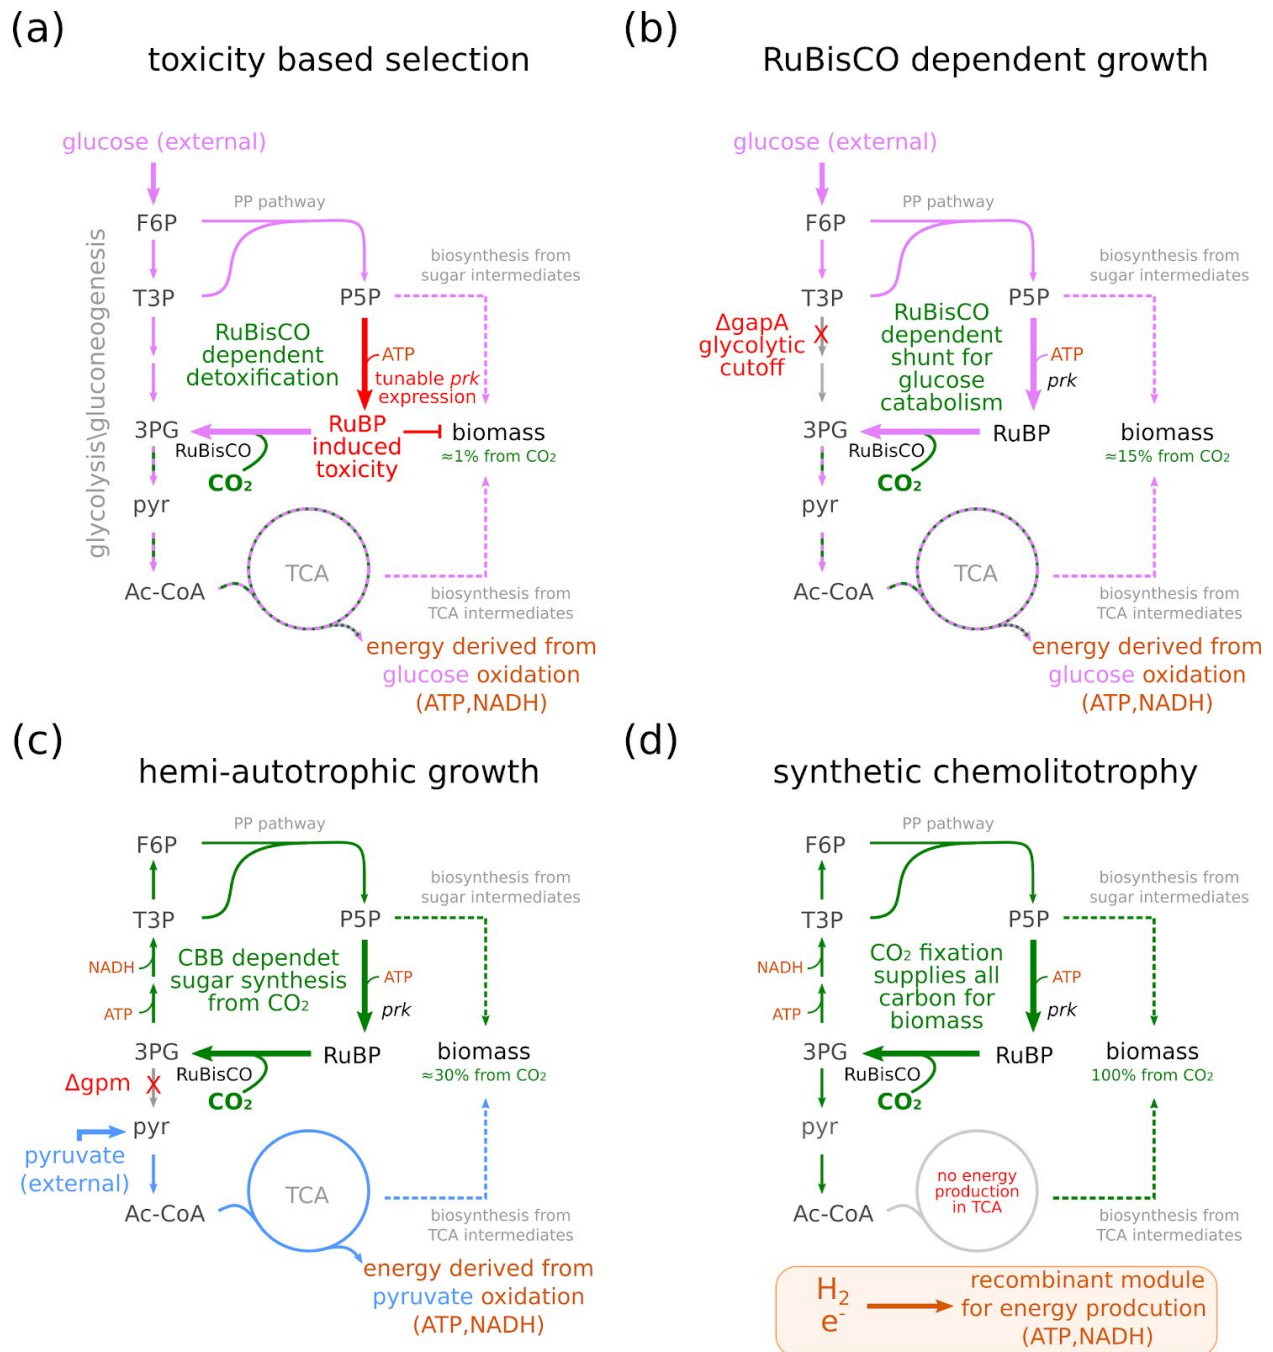 (a)
toxicity based selection
glucose (external)
PP pathway
F6P
biosynthesis from
sugar intermediates
T3P
P5P
RuBisCO
dependent
detoxification
ATP
tunable prk
expression
glycolysis\gluconeogenesis
3PG
RuBisCO
CO₂
RuBP
induced
toxicity
biomass
≈1% from CO₂
pyr
TCA
Ac-CoA
biosynthesis from
TCA intermediates
energy derived from
glucose oxidation
(ATP,NADH)
(b)
RuBisCO dependent growth
glucose (external)
PP pathway
F6P
biosynthesis from
sugar intermediates
T3P
P5P
ΔgapA
glycolytic
cutoff
X
RuBisCO
dependent
shunt for
glucose
catabolism
ATP
prk
3PG
RuBisCO
CO₂
RuBP
biomass
≈15% from CO₂
pyr
TCA
Ac-CoA
biosynthesis from
TCA intermediates
energy derived from
glucose oxidation
(ATP,NADH)
(c)
hemi-autotrophic growth
PP pathway
F6P
biosynthesis from
sugar intermediates
T3P
P5P
NADH
ATP
CBB dependet
sugar synthesis
from CO₂
ATP
prk
3PG
RuBisCO
CO₂
RuBP
biomass
≈30% from CO₂
Δgpm
X
pyr
pyruvate
(external)
TCA
Ac-CoA
biosynthesis from
TCA intermediates
energy derived from
pyruvate oxidation
(ATP,NADH)
(d)
synthetic chemolitotrophy
PP pathway
F6P
biosynthesis from
sugar intermediates
T3P
P5P
NADH
ATP
CO₂ fixation
supplies all
carbon for
biomass
ATP
prk
3PG
RuBisCO
CO₂
RuBP
biomass
100% from CO₂
pyr
no energy
production
in TCA
Ac-CoA
biosynthesis from
TCA intermediates
H₂
e⁻
recombinant module
for energy prodcution
(ATP,NADH)